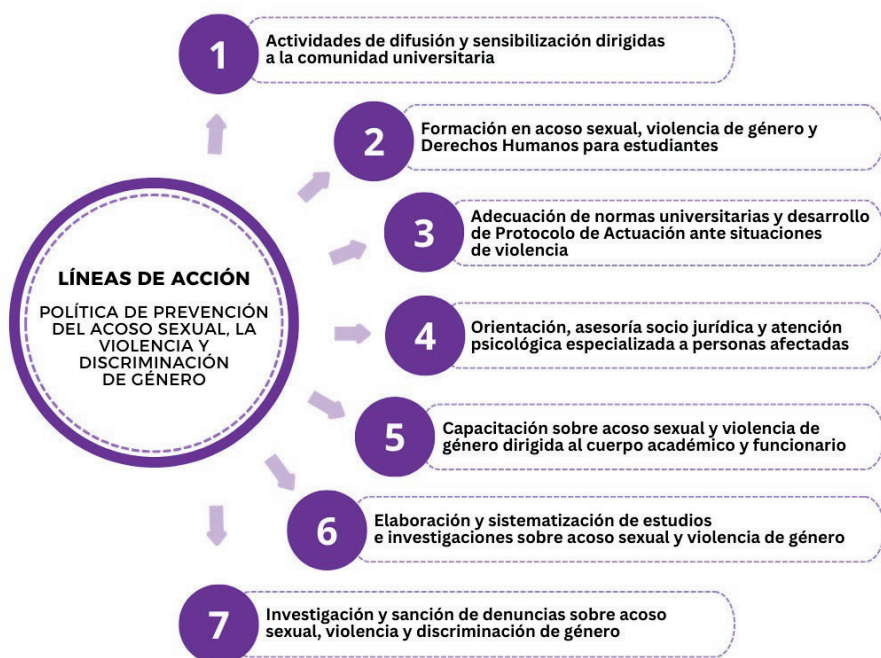 1
Actividades de difusión y sensibilización dirigidas
a la comunidad universitaria
2
Formación en acoso sexual, violencia de género y
Derechos Humanos para estudiantes
3
Adecuación de normas universitarias y desarrollo
de Protocolo de Actuación ante situaciones
de violencia
LÍNEAS DE ACCIÓN
POLÍTICA DE PREVENCIÓN
DEL ACOSO SEXUAL, LA
VIOLENCIA Y
DISCRIMINACIÓN
DE GÉNERO
4
Orientación, asesoría socio jurídica y atención
psicológica especializada a personas afectadas
5
Capacitación sobre acoso sexual y violencia de
género dirigida al cuerpo académico y funcionario
6
Elaboración y sistematización de estudios
e investigaciones sobre acoso sexual y violencia de género
7
Investigación y sanción de denuncias sobre acoso
sexual, violencia y discriminación de género